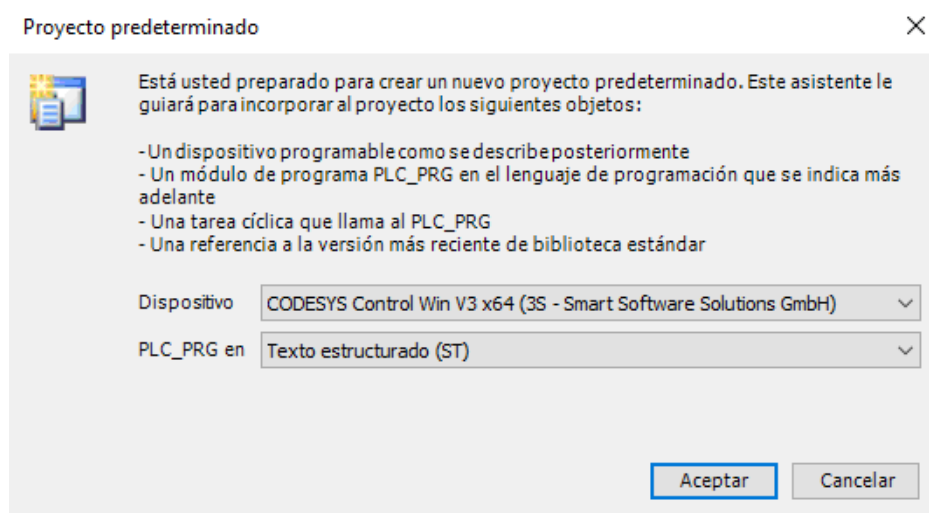 Proyecto predeterminado
Está usted preparado para crear un nuevo proyecto predeterminado. Este asistente le
guiará para incorporar al proyecto los siguientes objetos:
- Un dispositivo programable como se describe posteriormente
- Un módulo de programa PLC_PRG en el lenguaje de programación que se indica más
adelante
- Una tarea cíclica que llama al PLC_PRG
- Una referencia a la versión más reciente de biblioteca estándar
Dispositivo CODESYS Control Win V3 x64 (3S - Smart Software Solutions GmbH)
PLC_PRG en Texto estructurado (ST)
Aceptar Cancelar